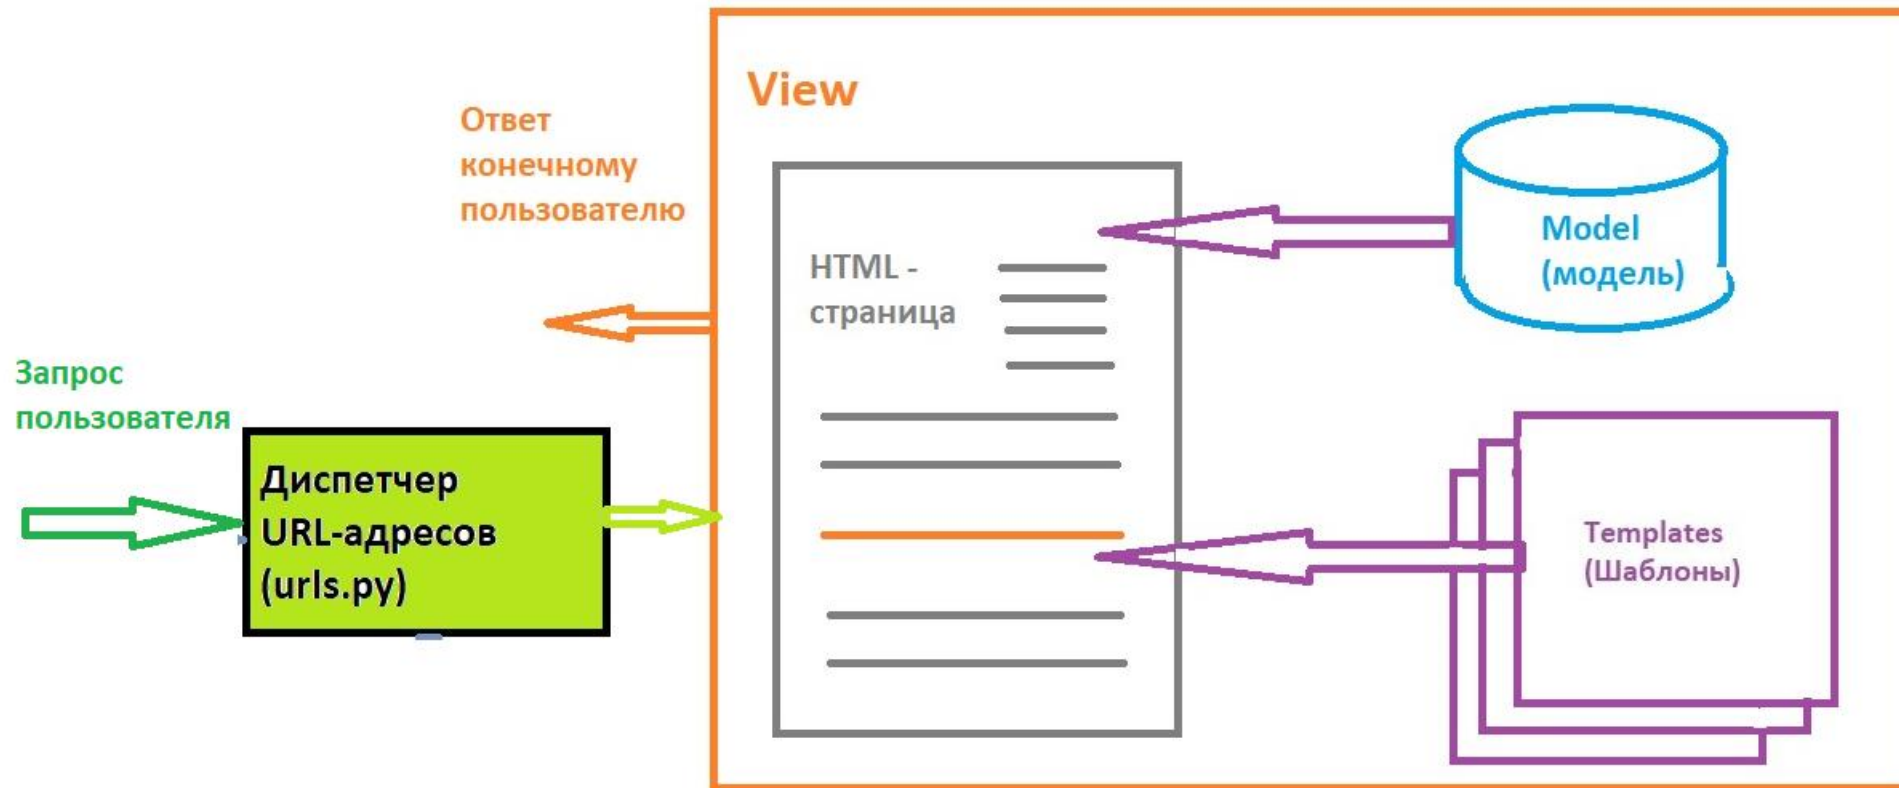 View
Ответ
конечному
пользователю
Model
(модель)
HTML -
страница
Запрос
пользователя
Диспетчер
URL-адресов
(urls.py)
Templates
(Шаблоны)